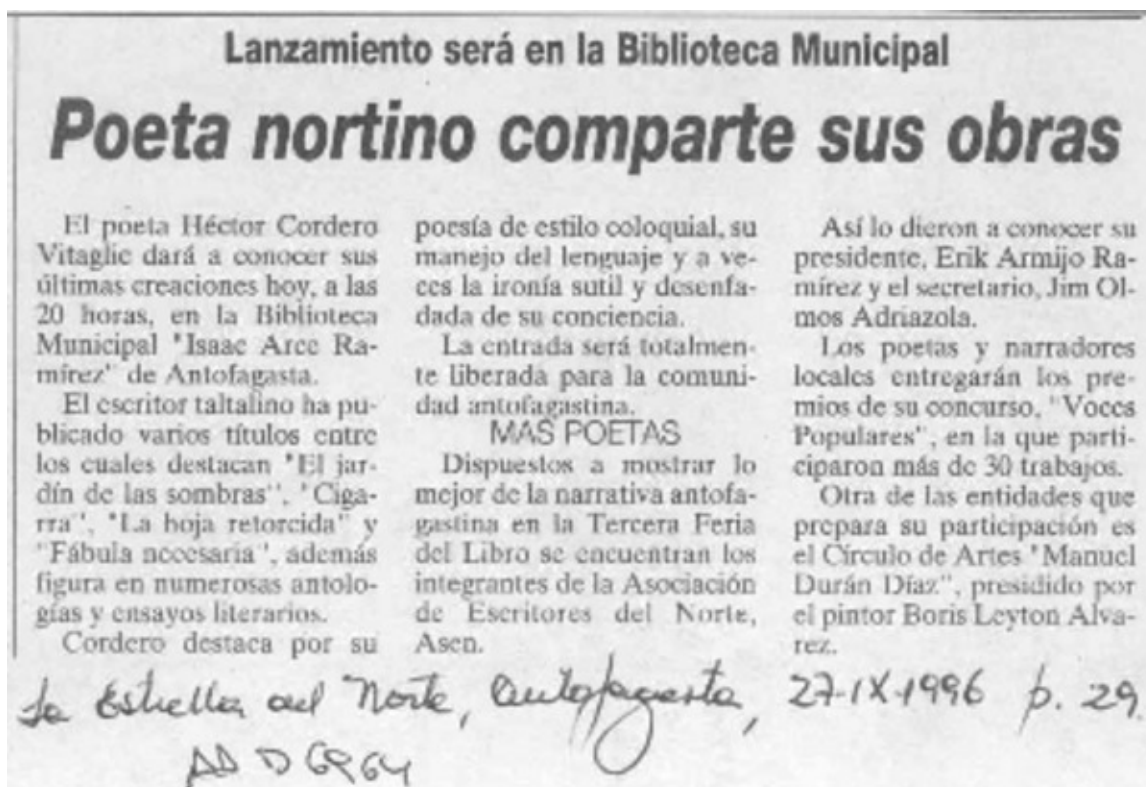 Lanzamiento será en la Biblioteca Municipal
Poeta nortino comparte sus obras
El poeta Héctor Cordero
Vitaglic dará a conocer sus
últimas creaciones hoy, a las
20 horas, en la Biblioteca
Municipal "Isaac Arce Ra-
mírez" de Antofagasta.
El escritor taltalino ha pu-
blicado varios títulos entre
los cuales destacan "El jar-
dín de las sombras", "Ciga-
rra", "La hoja retorcida" y
"Fábula necesaria", además
figura en numerosas antolo-
gías y ensayos literarios.
Cordero destaca por su
poesía de estilo coloquial, su
manejo del lenguaje y a ve-
ces la ironía sutil y desenfa-
dada de su conciencia.
La entrada será totalmen-
te liberada para la comuni-
dad antofagastina.
MAS POETAS
Dispuestos a mostrar lo
mejor de la narrativa antofa-
gastina en la Tercera Feria
del Libro se encuentran los
integrantes de la Asociación
de Escritores del Norte,
Asen.
Así lo dieron a conocer su
presidente, Erik Armijo Ra-
mírez y el secretario, Jim Ol-
mos Adriazola.
Los poetas y narradores
locales entregarán los pre-
mios de su concurso, "Voces
Populares", en la que parti-
ciparon más de 30 trabajos.
Otra de las entidades que
prepara su participación es
el Círculo de Artes "Manuel
Durán Díaz", presidido por
el pintor Boris Leyton Alva-
rez.
La Estrella del Norte, Antofagasta, 27-IX-1996 p. 29.